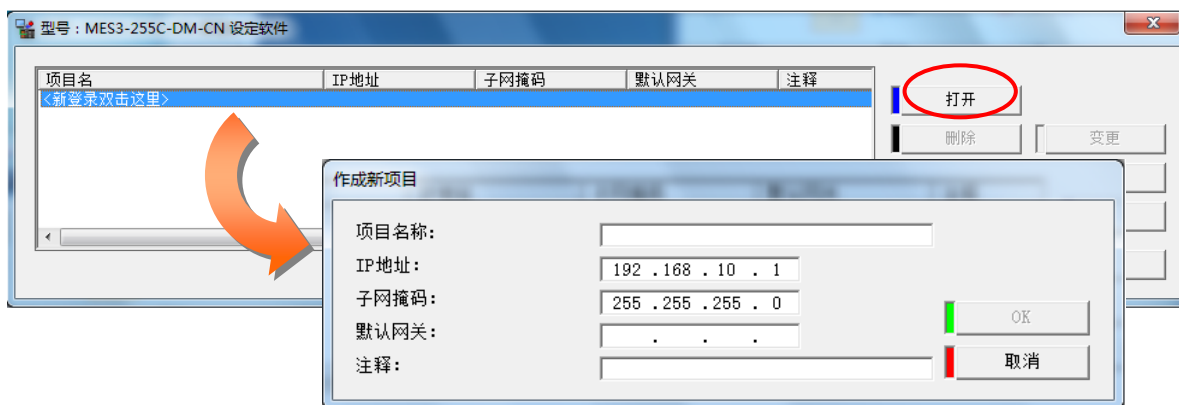 型号：MES3-255C-DM-CN 设定软件
项目名 IP地址 子网掩码 默认网关 注释
<新登录双击这里>
打开
删除 变更
作成新项目
项目名称:
IP地址: 192 .168 . 10 . 1
子网掩码: 255 .255 .255 . 0
默认网关: . . .
注释:
OK
取消